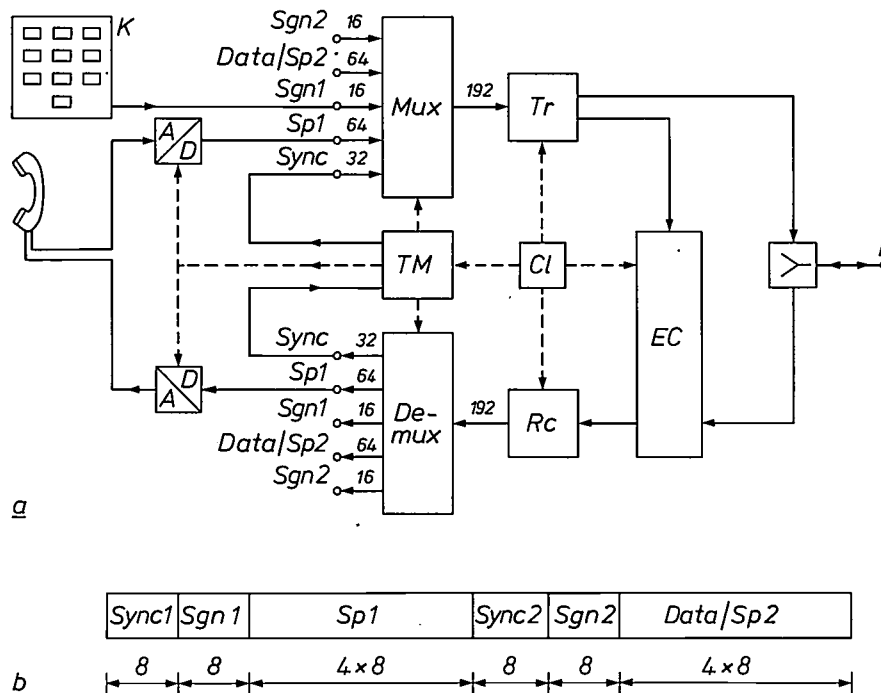 K
Sgn2 16
Data/Sp2 64
Sgn1 16
Sp1 64
Sync 32
Mux
192
Tr
A
D
TM
Cl
EC
Sync 32
Sp1 64
Sgn1 16
Data/Sp2 64
Sgn2 16
De-
mux
192
Rc
D
A
a
Sync1 Sgn1 Sp1 Sync2 Sgn2 Data/Sp2
8 8 4×8 8 8 4×8
b